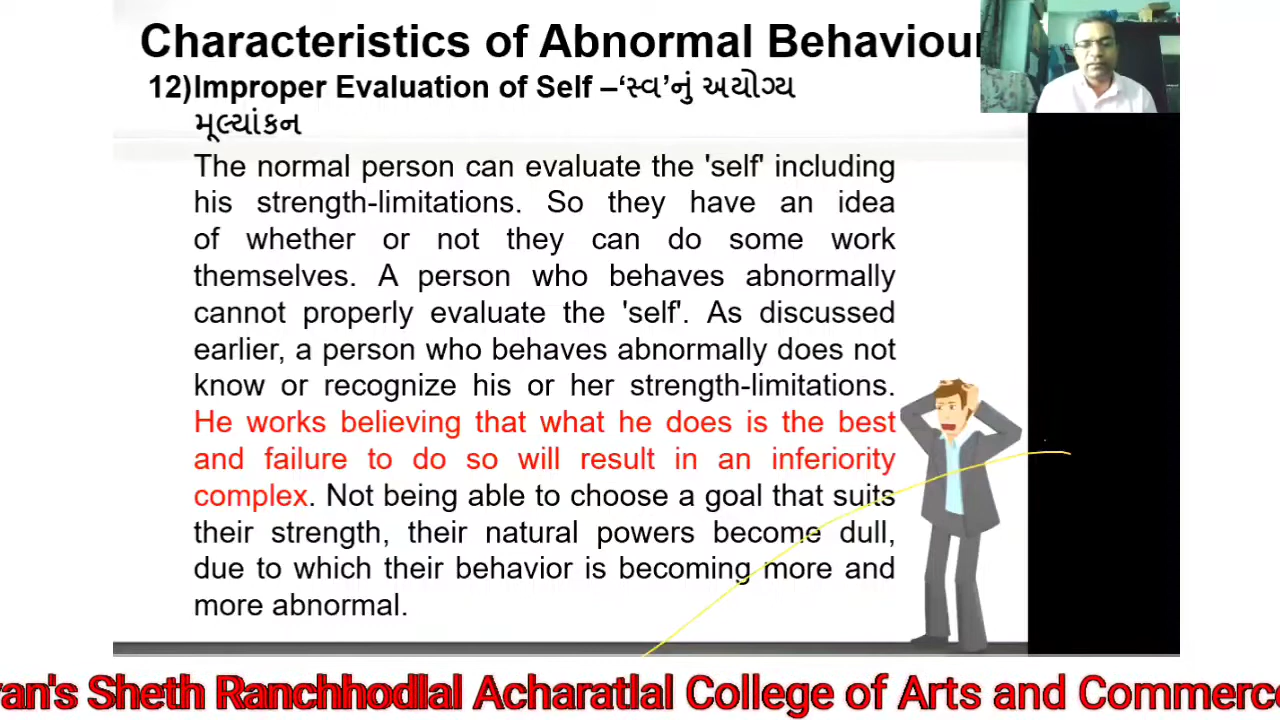 Characteristics of Abnormal Behaviour
12)Improper Evaluation of Self –‘સ્વ’નું અયોગ્ય
મૂલ્યાંકન
The normal person can evaluate the 'self' including
his strength-limitations. So they have an idea
of whether or not they can do some work
themselves. A person who behaves abnormally
cannot properly evaluate the 'self'. As discussed
earlier, a person who behaves abnormally does not
know or recognize his or her strength-limitations.
He works believing that what he does is the best
and failure to do so will result in an inferiority
complex. Not being able to choose a goal that suits
their strength, their natural powers become dull,
due to which their behavior is becoming more and
more abnormal.
Sheth Ranchhodlal Acharatlal College of Arts and Commerce